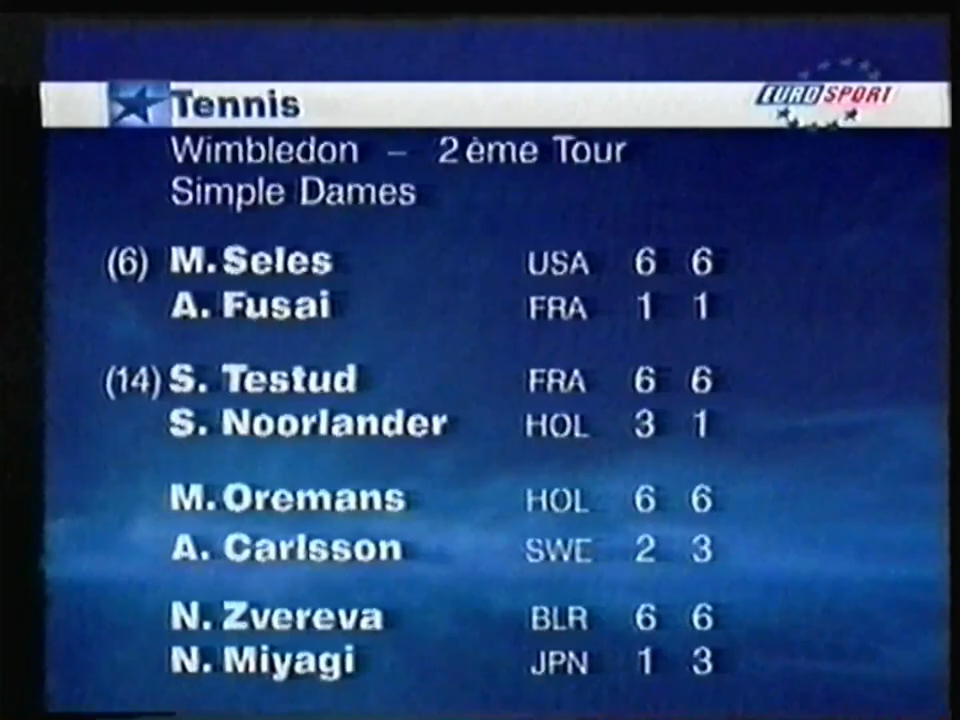 Tennis
EUROSPORT
Wimbledon – 2ème Tour
Simple Dames
(6) M. Seles USA 6 6
A. Fusai FRA 1 1
(14) S. Testud FRA 6 6
S. Noorlander HOL 3 1
M. Oremans HOL 6 6
A. Carlsson SWE 2 3
N. Zvereva BLR 6 6
N. Miyagi JPN 1 3